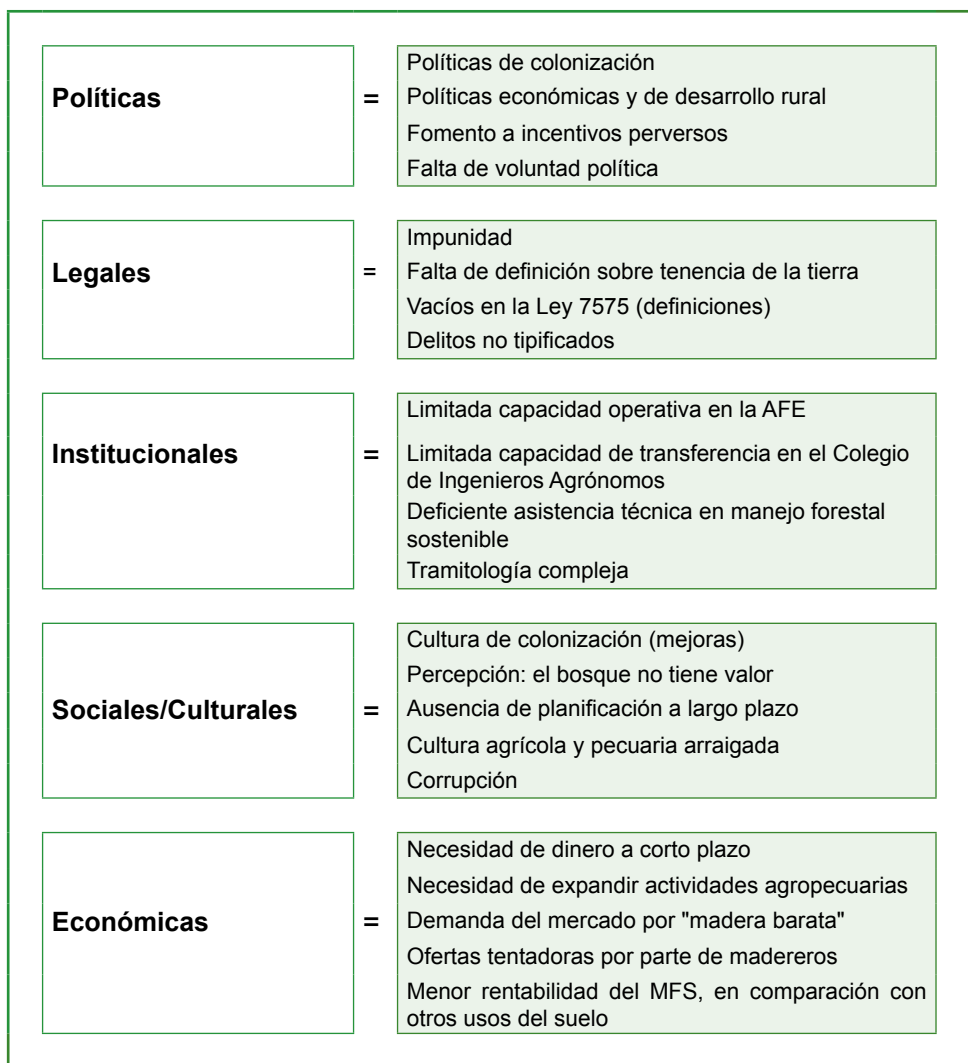 Políticas
=
Políticas de colonización
Políticas económicas y de desarrollo rural
Fomento a incentivos perversos
Falta de voluntad política
Legales
=
Impunidad
Falta de definición sobre tenencia de la tierra
Vacíos en la Ley 7575 (definiciones)
Delitos no tipificados
Institucionales
=
Limitada capacidad operativa en la AFE
Limitada capacidad de transferencia en el Colegio
de Ingenieros Agrónomos
Deficiente asistencia técnica en manejo forestal
sostenible
Tramitología compleja
Sociales/Culturales
=
Cultura de colonización (mejoras)
Percepción: el bosque no tiene valor
Ausencia de planificación a largo plazo
Cultura agrícola y pecuaria arraigada
Corrupción
Económicas
=
Necesidad de dinero a corto plazo
Necesidad de expandir actividades agropecuarias
Demanda del mercado por "madera barata"
Ofertas tentadoras por parte de madereros
Menor rentabilidad del MFS, en comparación con
otros usos del suelo